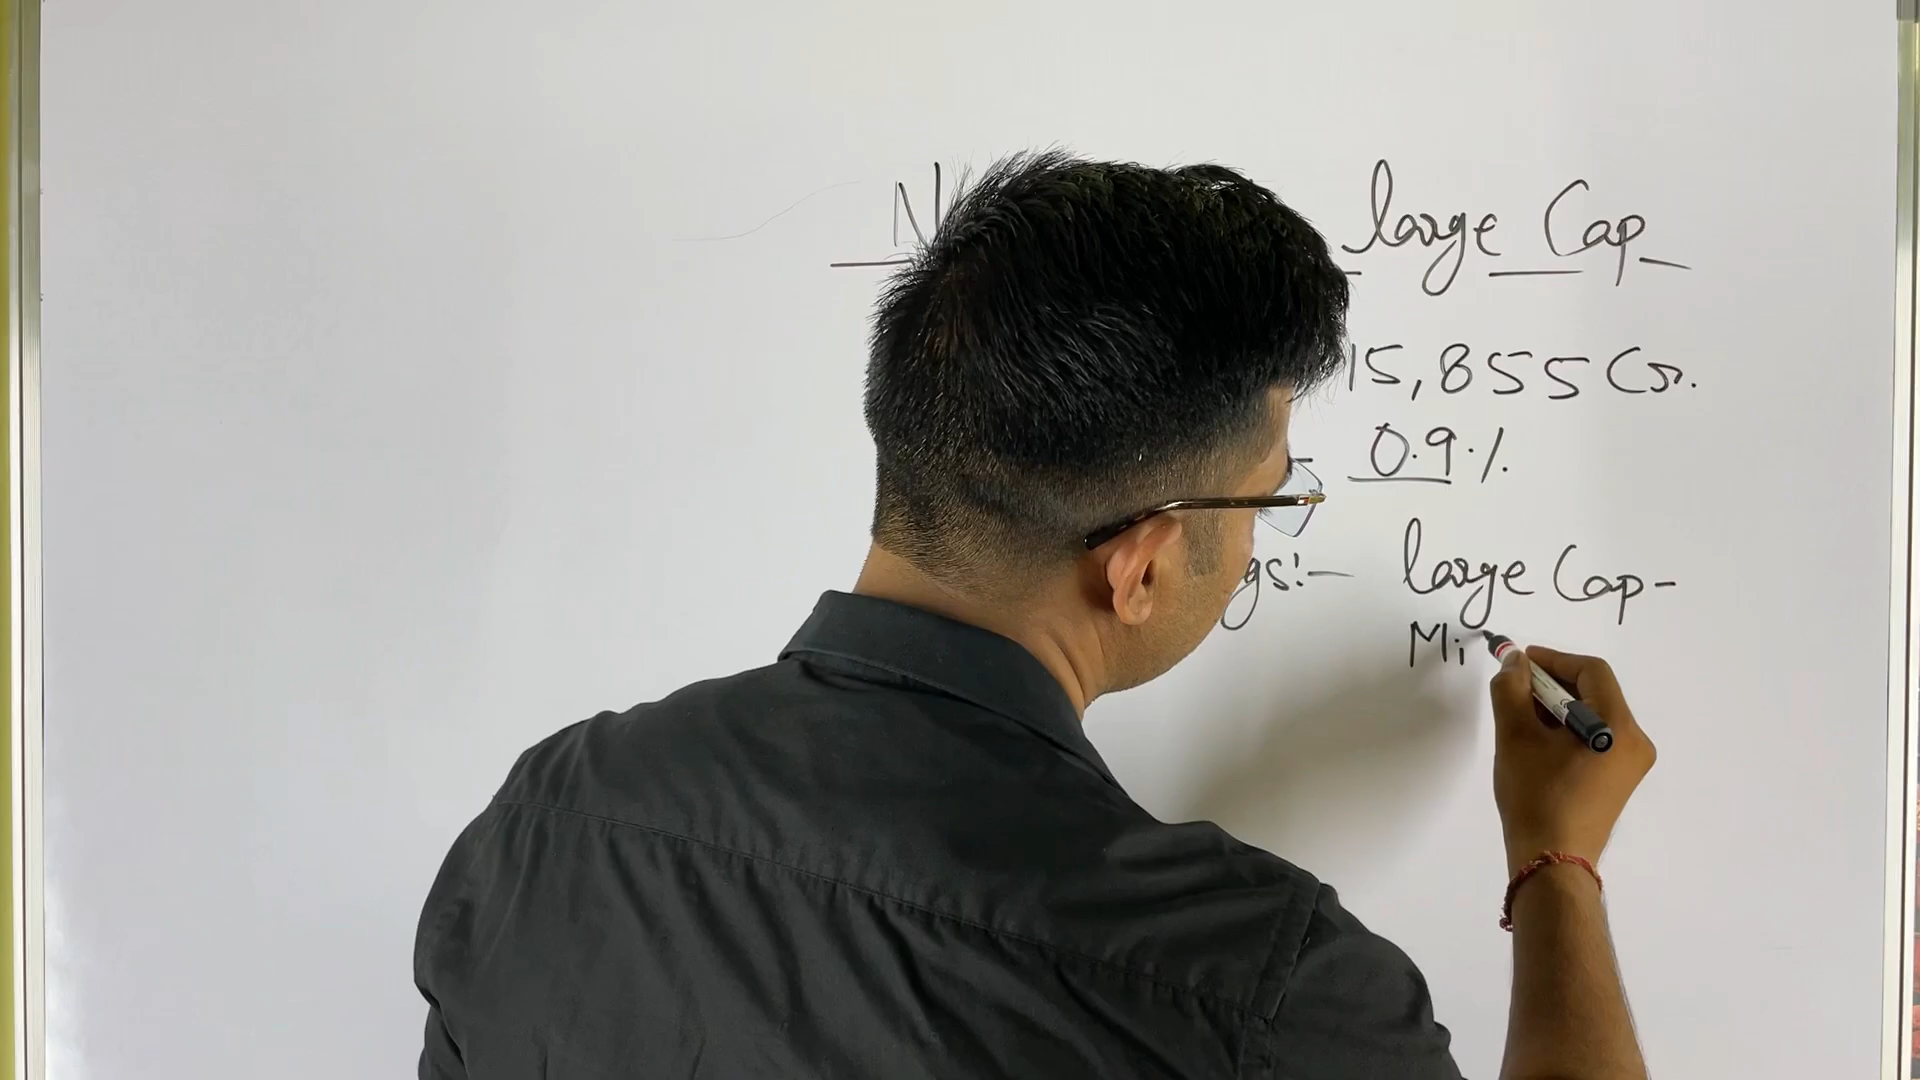 N large Cap
15,855 Cr.
- 0.9%
gs:- large Cap-
Mi